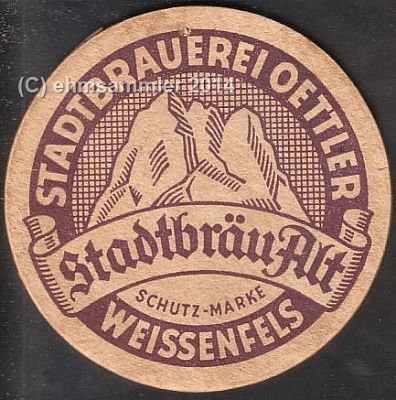 (C) ehmsammler 2014
STADTBRAUEREI OETTLER
Stadtbräu Alt
SCHUTZ-MARKE
WEISSENFELS